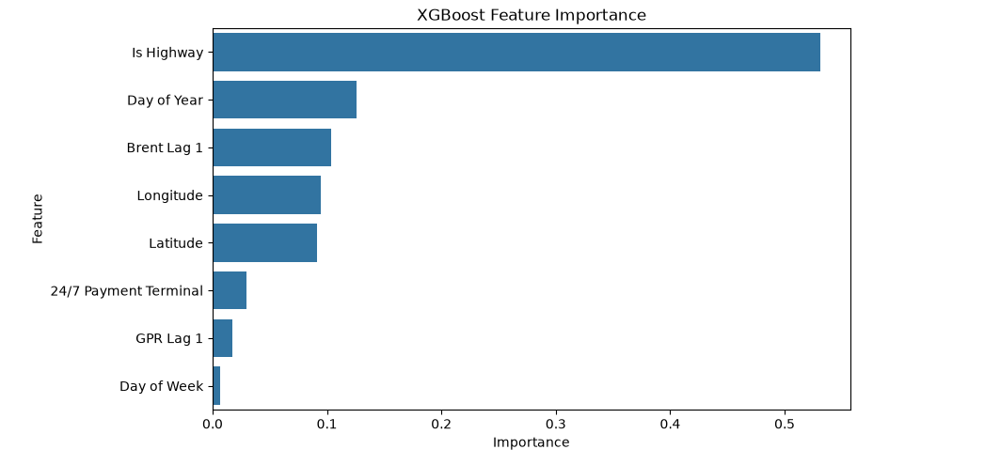 XGBoost Feature Importance
Is Highway
Day of Year
Brent Lag 1
Longitude
Latitude
24/7 Payment Terminal
GPR Lag 1
Day of Week
Feature
0.0 0.1 0.2 0.3 0.4 0.5
Importance